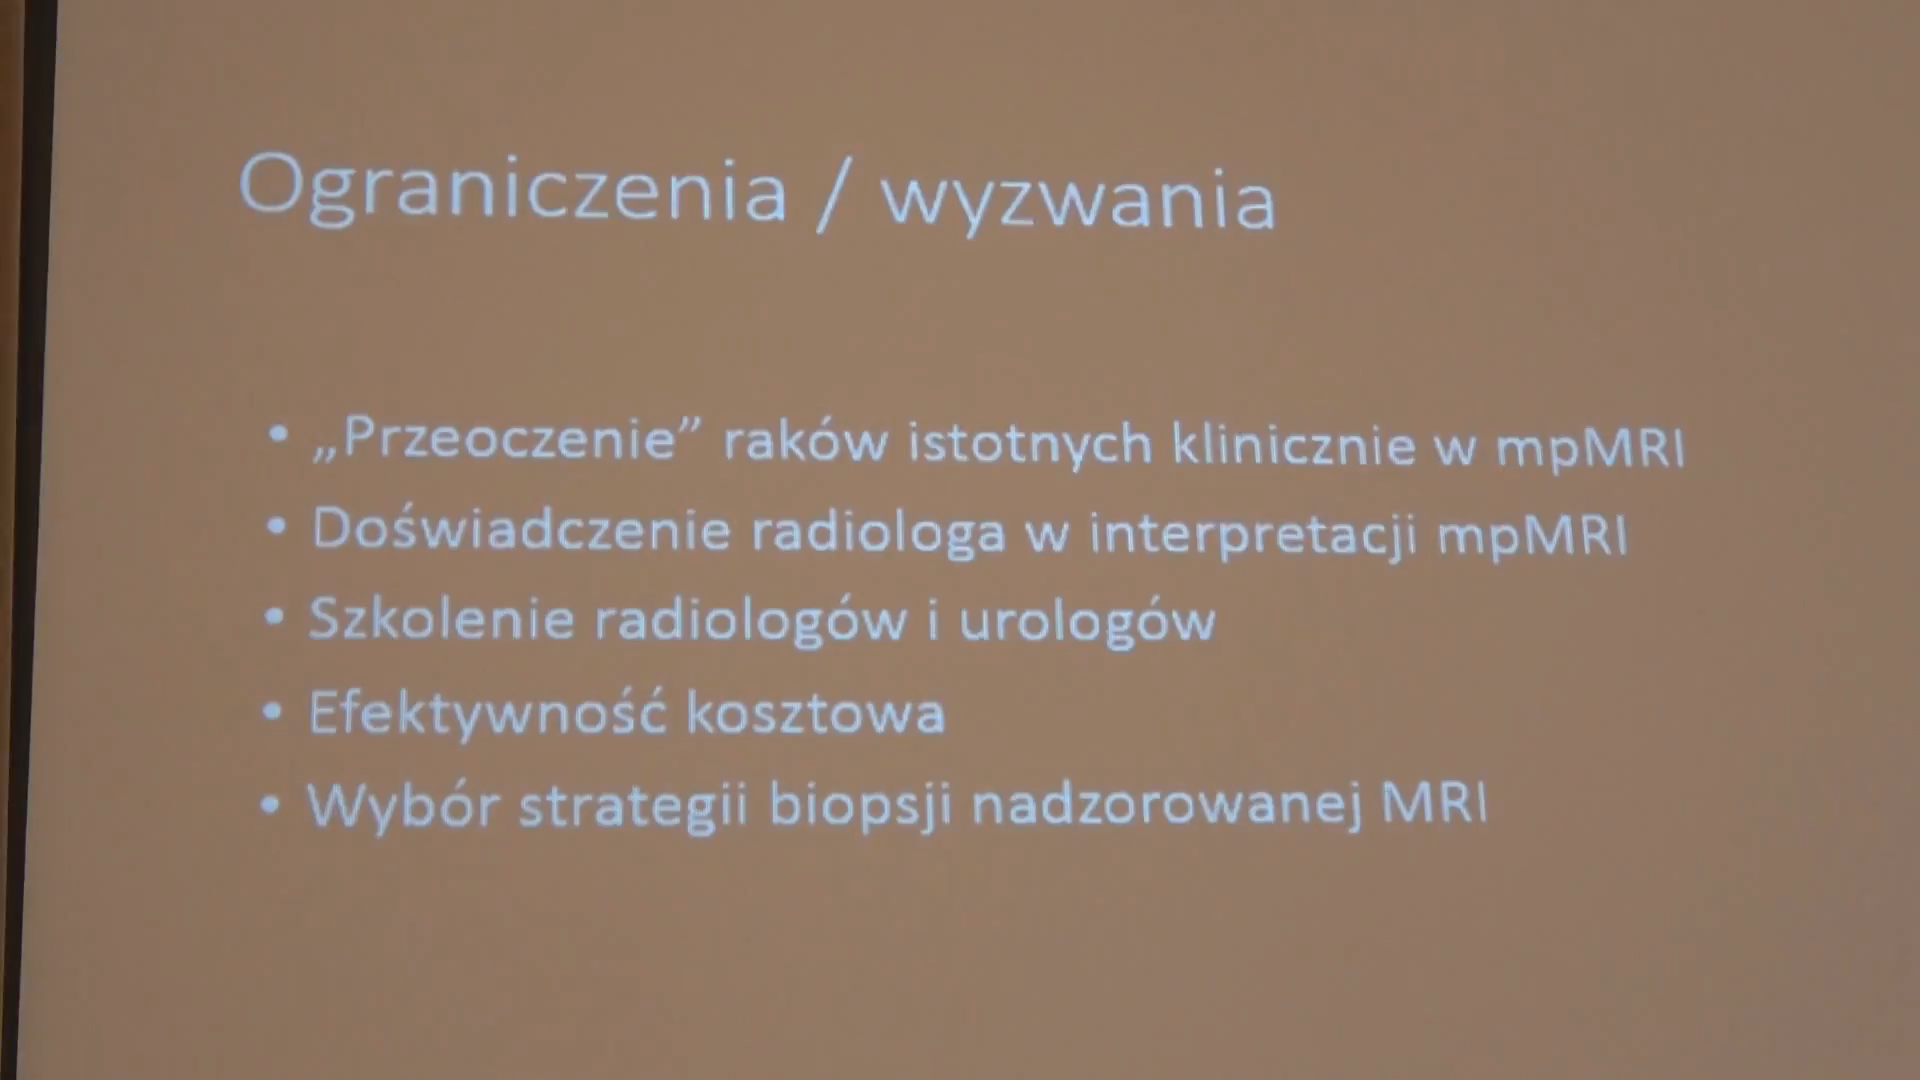 Ograniczenia / wyzwania
• „Przeoczenie” raków istotnych klinicznie w mpMRI
• Doświadczenie radiologa w interpretacji mpMRI
• Szkolenie radiologów i urologów
• Efektywność kosztowa
• Wybór strategii biopsji nadzorowanej MRI